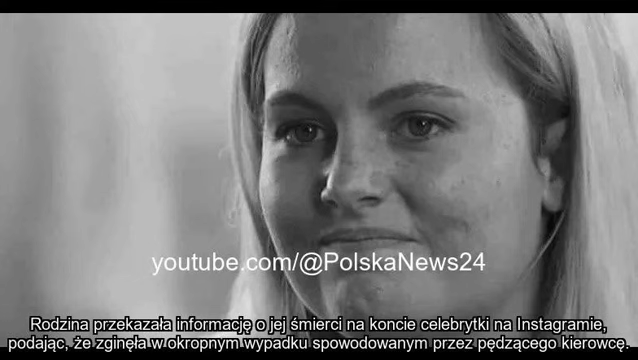 youtube.com/@PolskaNews24
Rodzina przekazała informację o jej śmierci na koncie celebrytki na Instagramie,
podając, że zginęła w okropnym wypadku spowodowanym przez pędzącego kierowcę.